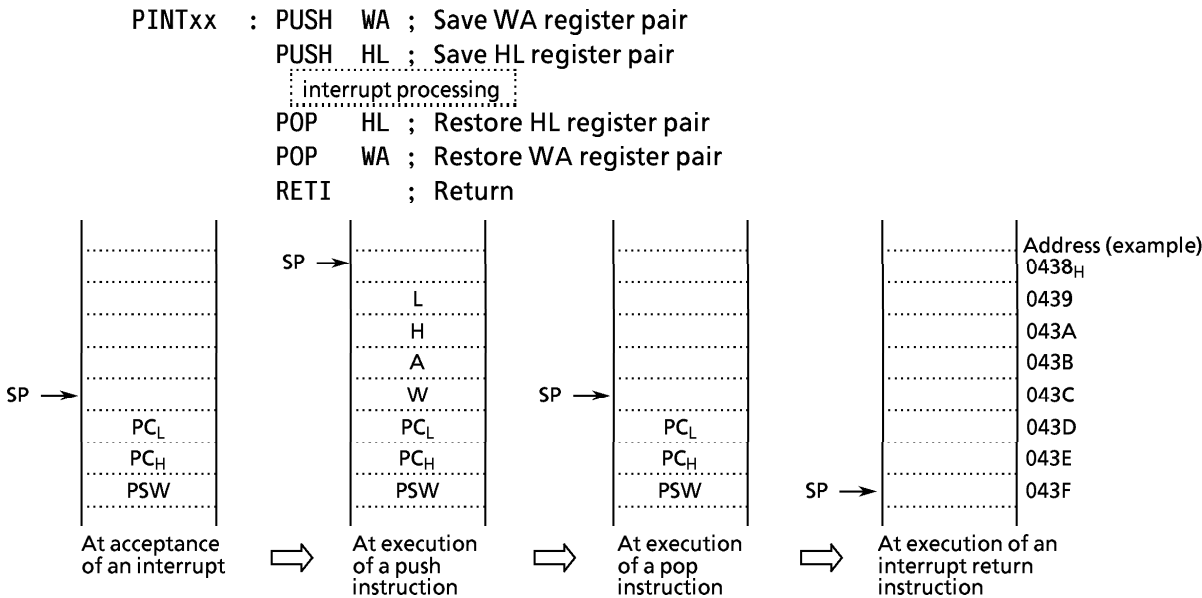 PINTxx : PUSH WA ; Save WA register pair
PUSH HL ; Save HL register pair
interrupt processing
POP HL ; Restore HL register pair
POP WA ; Restore WA register pair
RETI ; Return
Address (example)
SP 0438H
L 0439
H 043A
A 043B
SP W SP 043C
PCL PCL PCL 043D
PCH PCH PCH 043E
PSW PSW PSW SP 043F
At acceptance At execution At execution At execution of an
of an interrupt of a push of a pop interrupt return
instruction instruction instruction